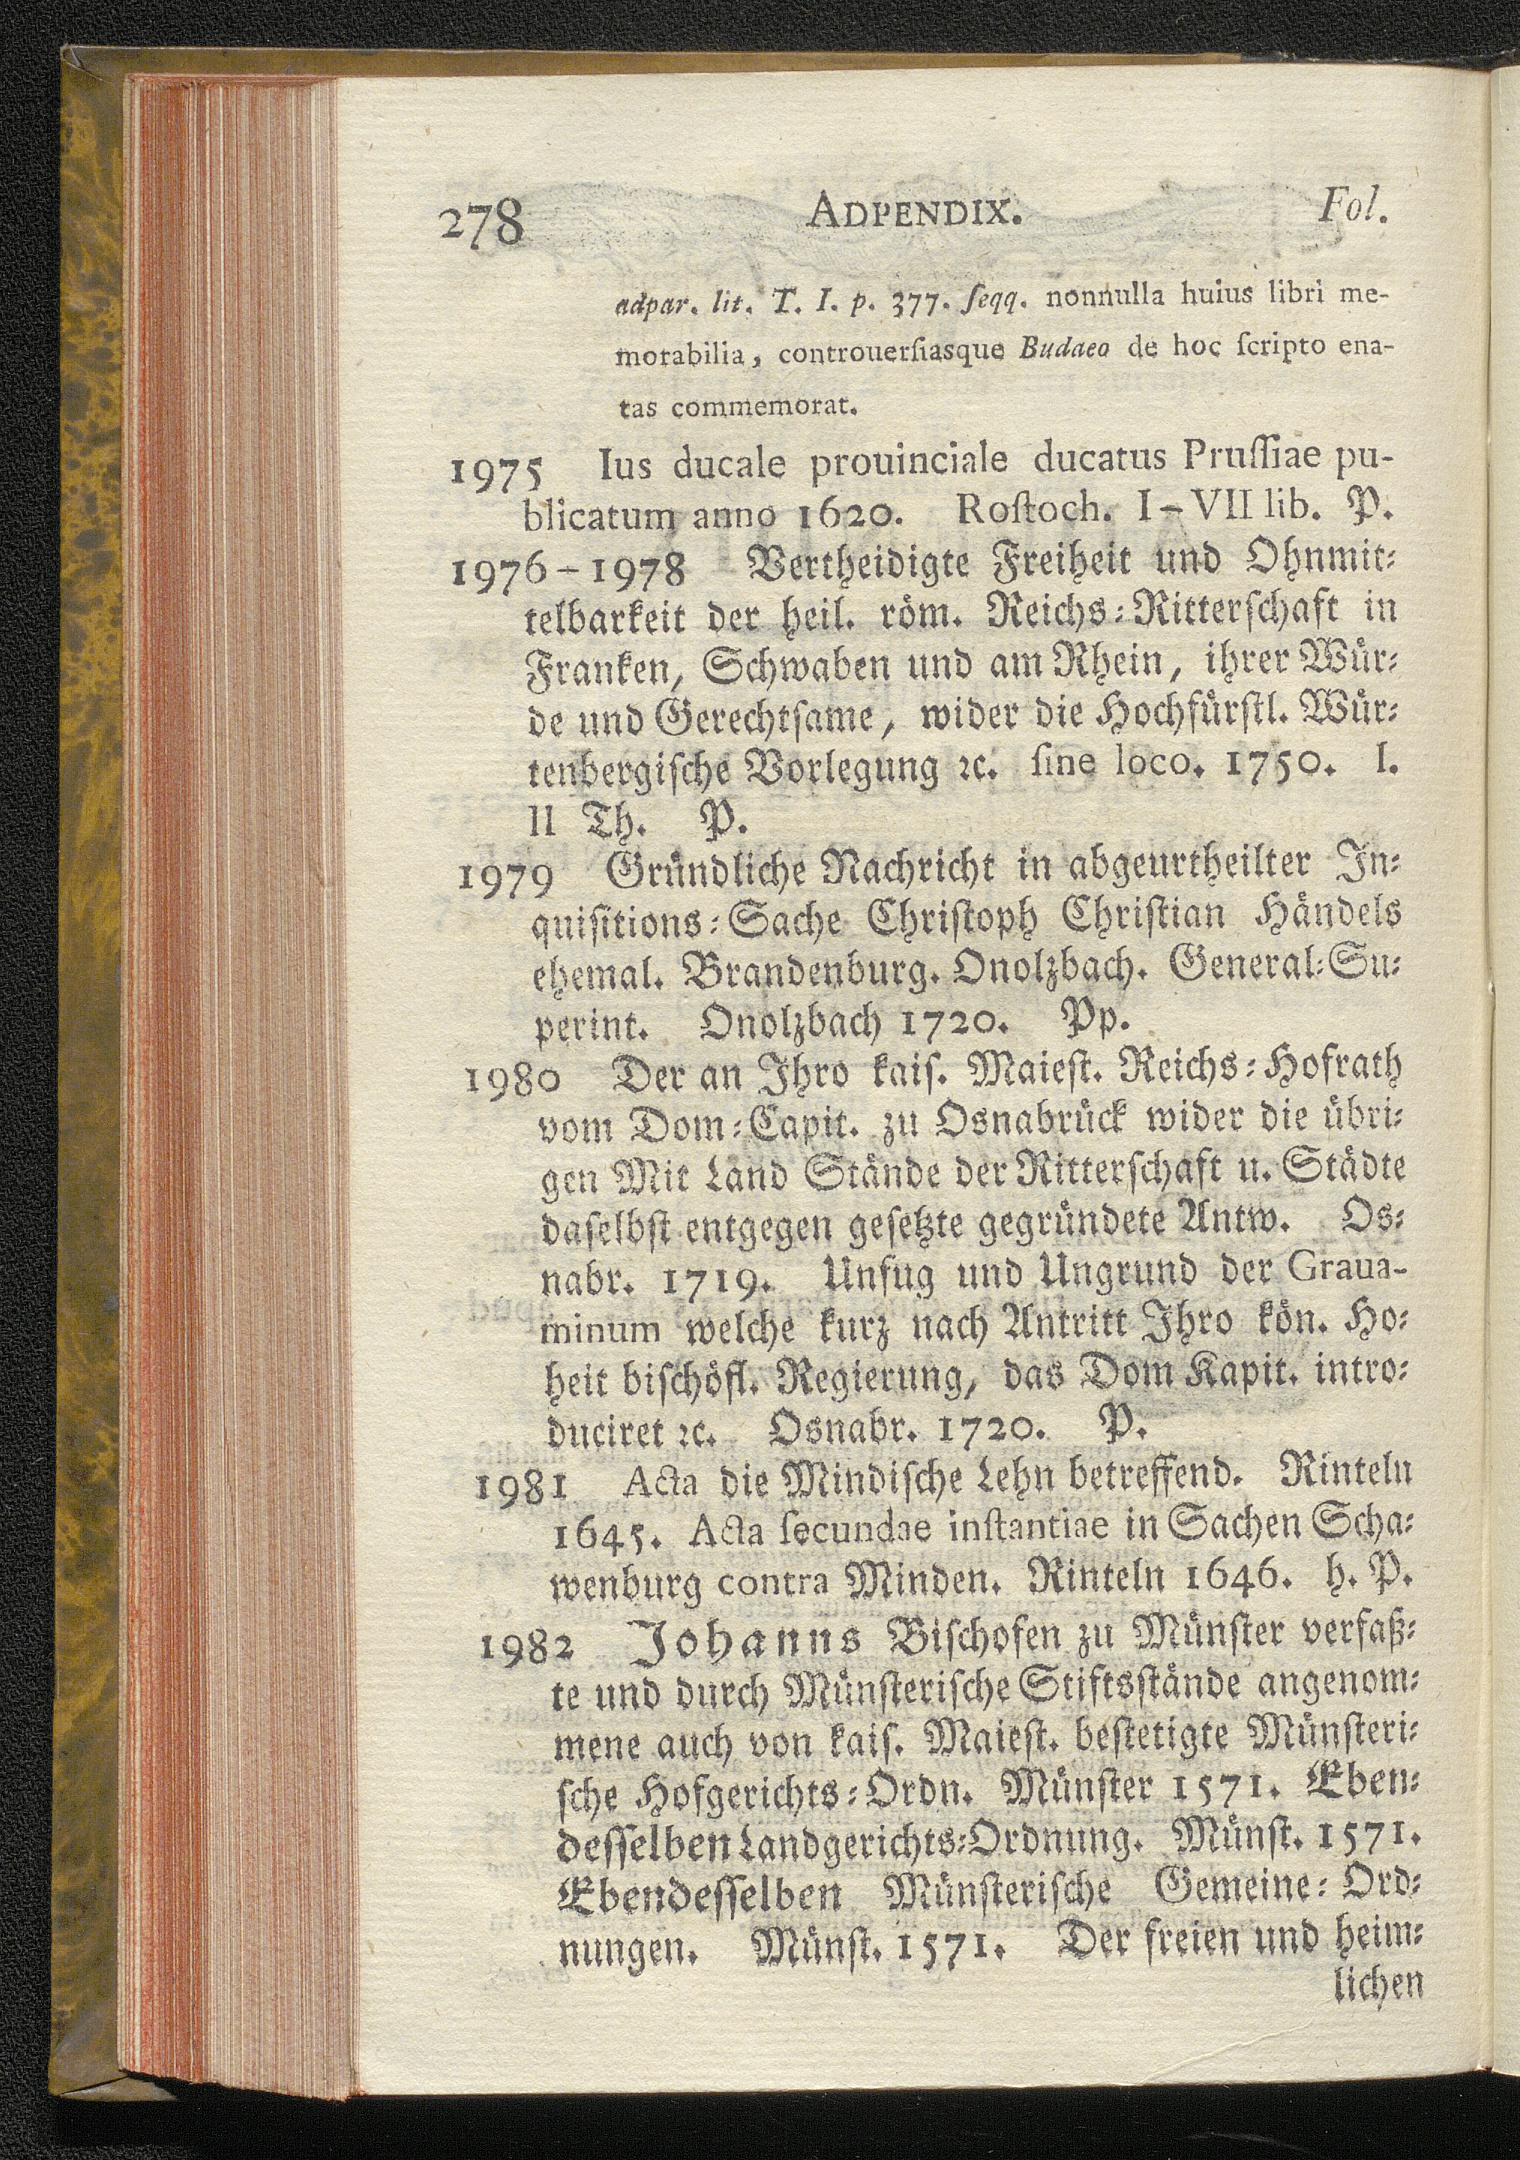 278 ADPENDIX. Fol.
adpar. lit. T. I. p. 377. ſeqq. nonnulla huius libri me-
morabilia, controuerſiasque Budaeo de hoc ſcripto ena-
tas commemorat.
1975 Ius ducale prouinciale ducatus Pruſſiae pu-
blicatum anno 1620. Roſtoch. I-VII lib. P.
1976-1978 Vertheidigte Freiheit und Ohnmit⸗
telbarkeit der heil. röm. Reichs⸗Ritterſchaft in
Franken, Schwaben und am Rhein, ihrer Wür⸗
de und Gerechtſame, wider die Hochfürſtl. Wür⸗
tenbergiſche Vorlegung ꝛc. ſine loco. 1750. I.
II Th. P.
1979 Gründliche Nachricht in abgeurtheilter In⸗
quiſitions⸗Sache Chriſtoph Chriſtian Händels
ehemal. Brandenburg. Onolzbach. General⸗Su⸗
perint. Onolzbach 1720. Pp.
1980 Der an Ihro kaiſ. Maieſt. Reichs⸗Hofrath
vom Dom⸗Capit. zu Osnabrück wider die übri⸗
gen Mit Land Stände der Ritterſchaft u. Städte
daſelbſt entgegen geſetzte gegründete Antw. Os⸗
nabr. 1719. Unfug und Ungrund der Graua-
minum welche kurz nach Antritt Ihro kön. Ho⸗
heit biſchöfl. Regierung, das Dom Kapit. intro⸗
duciret ꝛc. Osnabr. 1720. P.
1981 Acta die Mindiſche Lehn betreffend. Rinteln
1645. Acta ſecundae inſtantiae in Sachen Scha⸗
wenburg contra Minden. Rinteln 1646. h. P.
1982 Johanns Biſchofen zu Münſter verfaß⸗
te und durch Münſteriſche Stiftsſtände angenom⸗
mene auch von kaiſ. Maieſt. beſtetigte Münſteri⸗
ſche Hofgerichts⸗Ordn. Münſter 1571. Eben⸗
deſſelben Landgerichts⸗Ordnung. Münſt. 1571.
Ebendeſſelben Münſteriſche Gemeine⸗Ord⸗
nungen. Münſt. 1571. Der freien und heim⸗
lichen